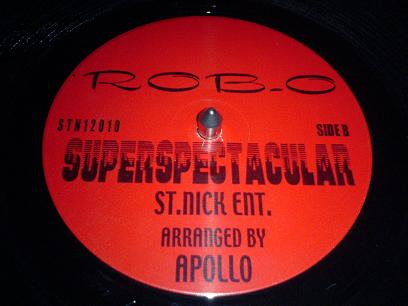 ROB-O
STN12010 SIDE B
SUPERSPECTACULAR
ST.NICK ENT.
ARRANGED BY
APOLLO